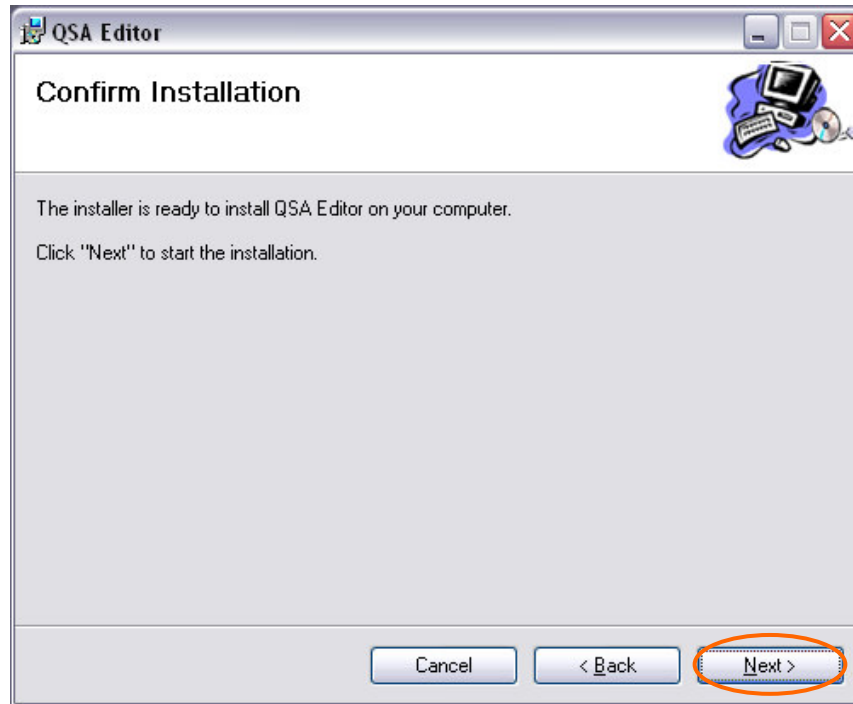 QSA Editor
Confirm Installation
The installer is ready to install QSA Editor on your computer.
Click "Next" to start the installation.
Cancel
< Back
Next >